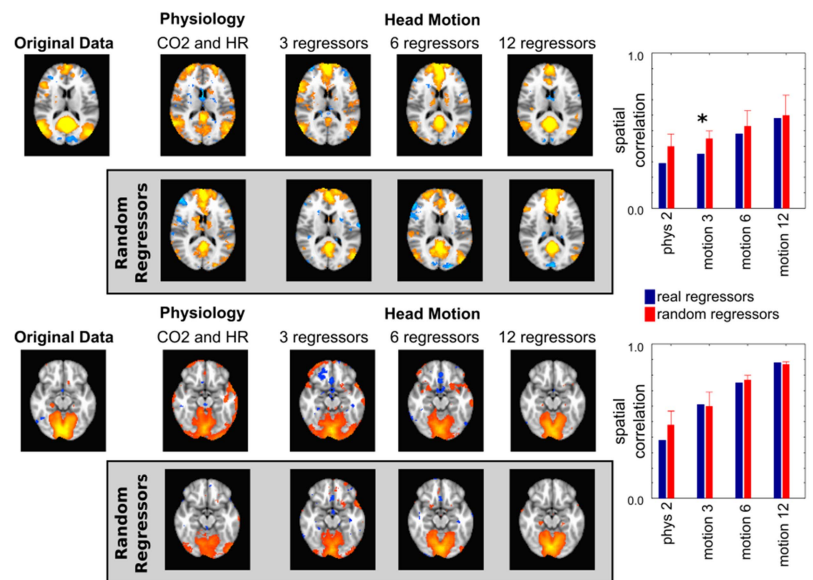 Physiology
Head Motion
Original Data
CO2 and HR
3 regressors
6 regressors
12 regressors
Random
Regressors
1.0
spatial
correlation
*
0.0
phys 2
motion 3
motion 6
motion 12
real regressors
random regressors
Physiology
Head Motion
Original Data
CO2 and HR
3 regressors
6 regressors
12 regressors
Random
Regressors
1.0
spatial
correlation
0.0
phys 2
motion 3
motion 6
motion 12